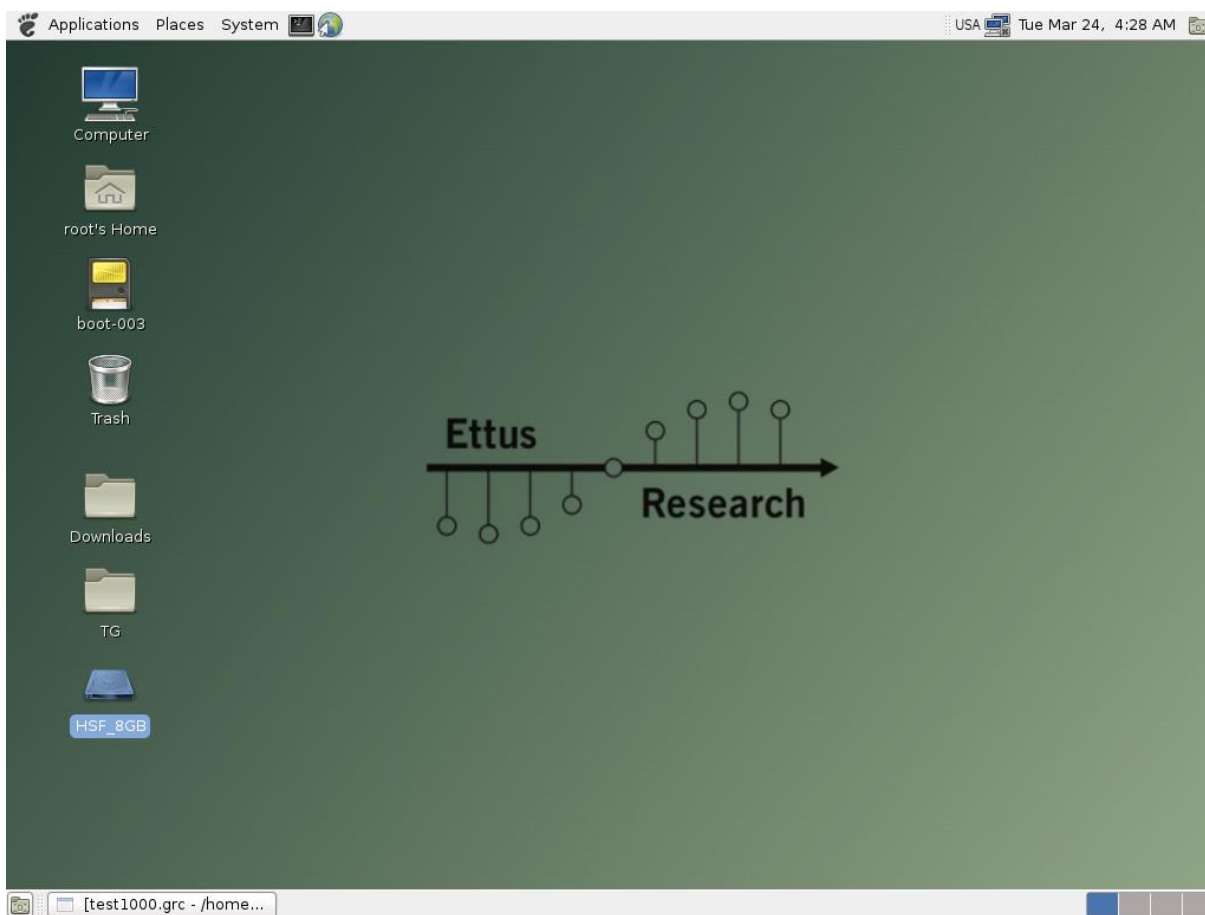 Applications Places System
USA Tue Mar 24, 4:28 AM
Computer
root's Home
boot-003
Trash
Downloads
TG
HSF_8GB
Ettus
Research
[test1000.grc - /home...